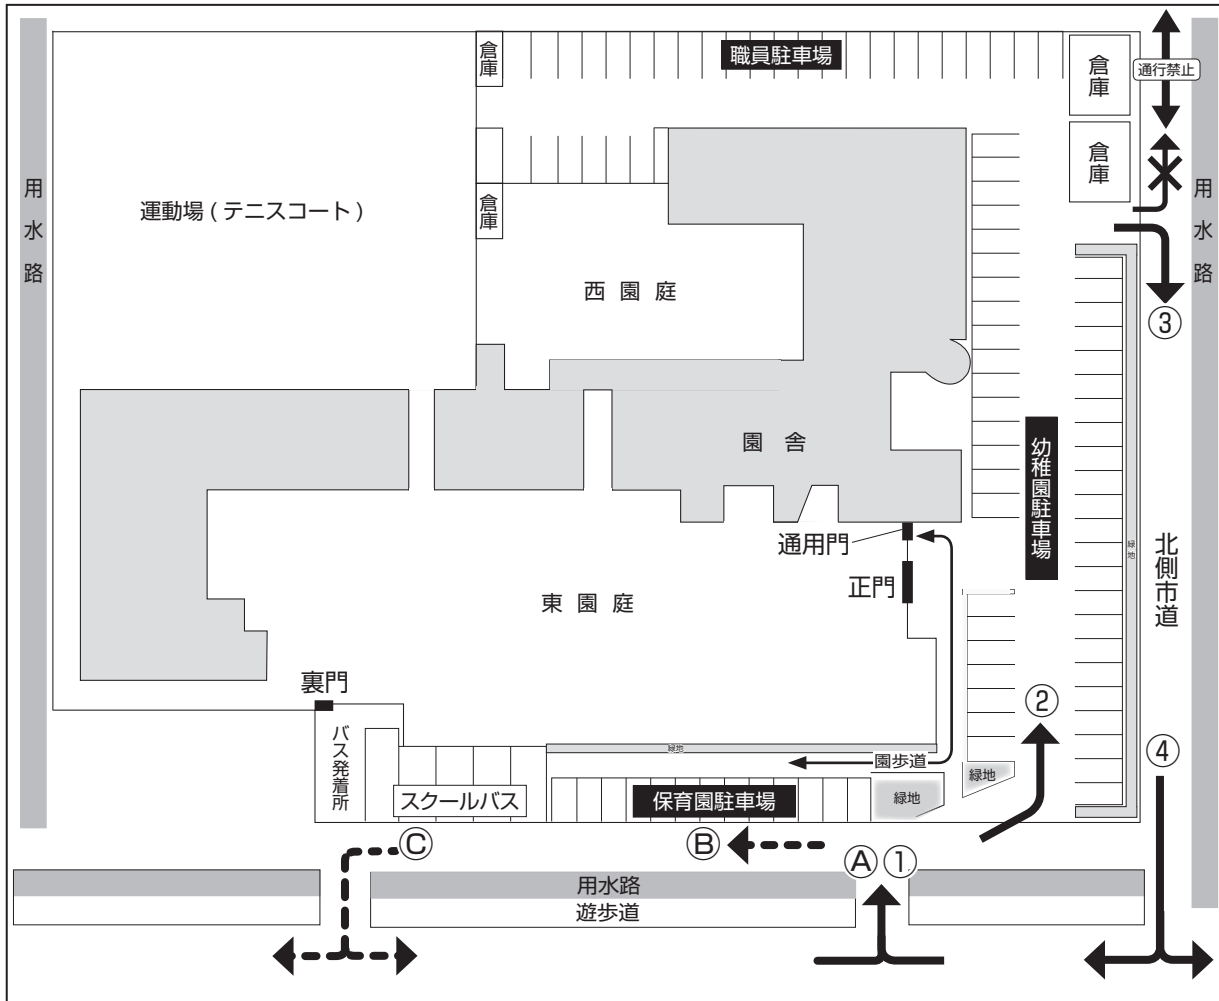 倉庫
職員駐車場
倉庫
通行禁止
倉庫
用水路
運動場(テニスコート)
倉庫
用水路
西園庭
③
園舎
幼稚園駐車場
緑地
北側市道
通用門
正門
東園庭
裏門
②
バス発着所
緑地
園歩道
④
緑地
スクールバス
保育園駐車場
緑地
Ⓒ
Ⓑ
Ⓐ①
用水路
遊歩道